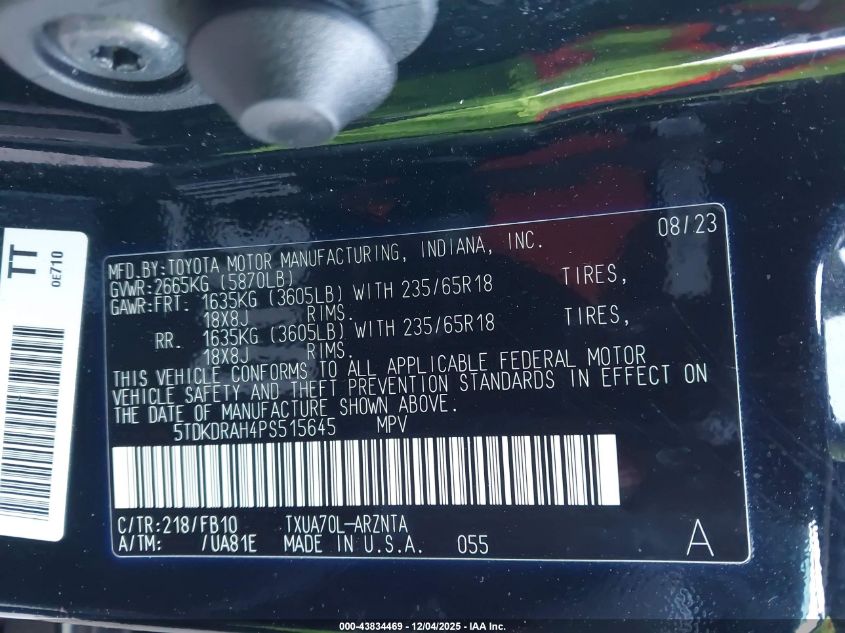 TT
0E710
08/23
MFD.BY:TOYOTA MOTOR MANUFACTURING, INDIANA, INC.
GVWR:2665KG (5870LB)
GAWR:FRT. 1635KG (3605LB) WITH 235/65R18 TIRES,
18X8J RIMS.
RR. 1635KG (3605LB) WITH 235/65R18 TIRES,
18X8J RIMS.
THIS VEHICLE CONFORMS TO ALL APPLICABLE FEDERAL MOTOR
VEHICLE SAFETY AND THEFT PREVENTION STANDARDS IN EFFECT ON
THE DATE OF MANUFACTURE SHOWN ABOVE.
5TDKDRAH4PS515645 MPV
C/TR:218/FB10 TXUA70L-ARZNTA
A/TM: /UA81E MADE IN U.S.A. 055 A
000-43834469 - 12/04/2025 - IAA Inc.